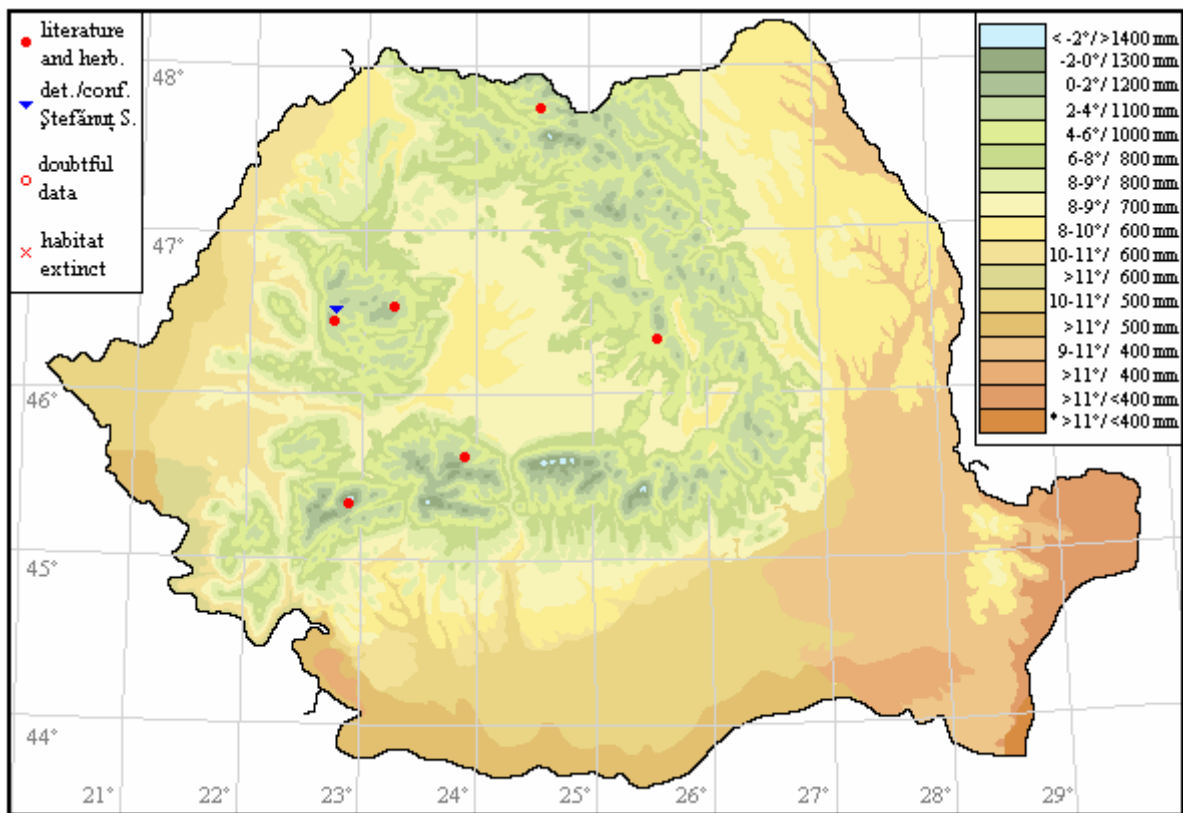 literature
and herb.
det./conf.
Ştefănuţ S.
doubtful
data
habitat
extinct
< -2°/>1400 mm
-2-0°/1300 mm
0-2°/1200 mm
2-4°/1100 mm
4-6°/1000 mm
6-8°/ 800 mm
8-9°/ 800 mm
8-9°/ 700 mm
8-10°/ 600 mm
10-11°/ 600 mm
>11°/ 600 mm
10-11°/ 500 mm
>11°/ 500 mm
9-11°/ 400 mm
>11°/ 400 mm
>11°/<400 mm
* >11°/<400 mm
48°
47°
46°
45°
44°
21° 22° 23° 24° 25° 26° 27° 28° 29°